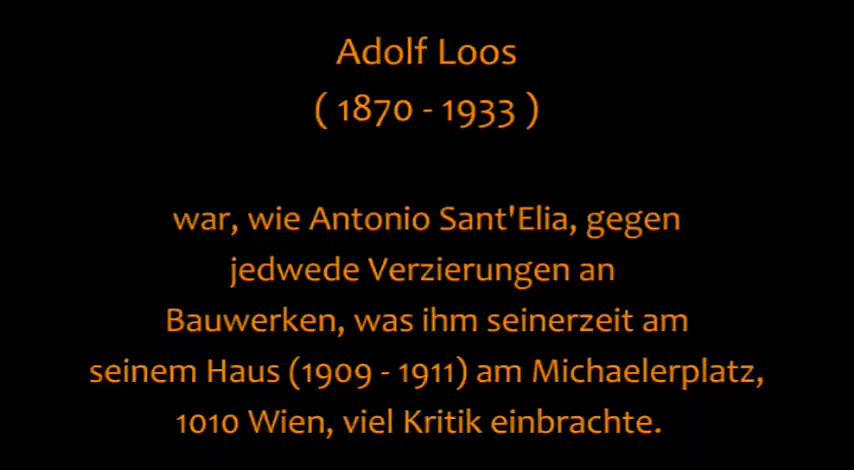 Adolf Loos
( 1870 - 1933 )
war, wie Antonio Sant'Elia, gegen
jedwede Verzierungen an
Bauwerken, was ihm seinerzeit am
seinem Haus (1909 - 1911) am Michaelerplatz,
1010 Wien, viel Kritik einbrachte.